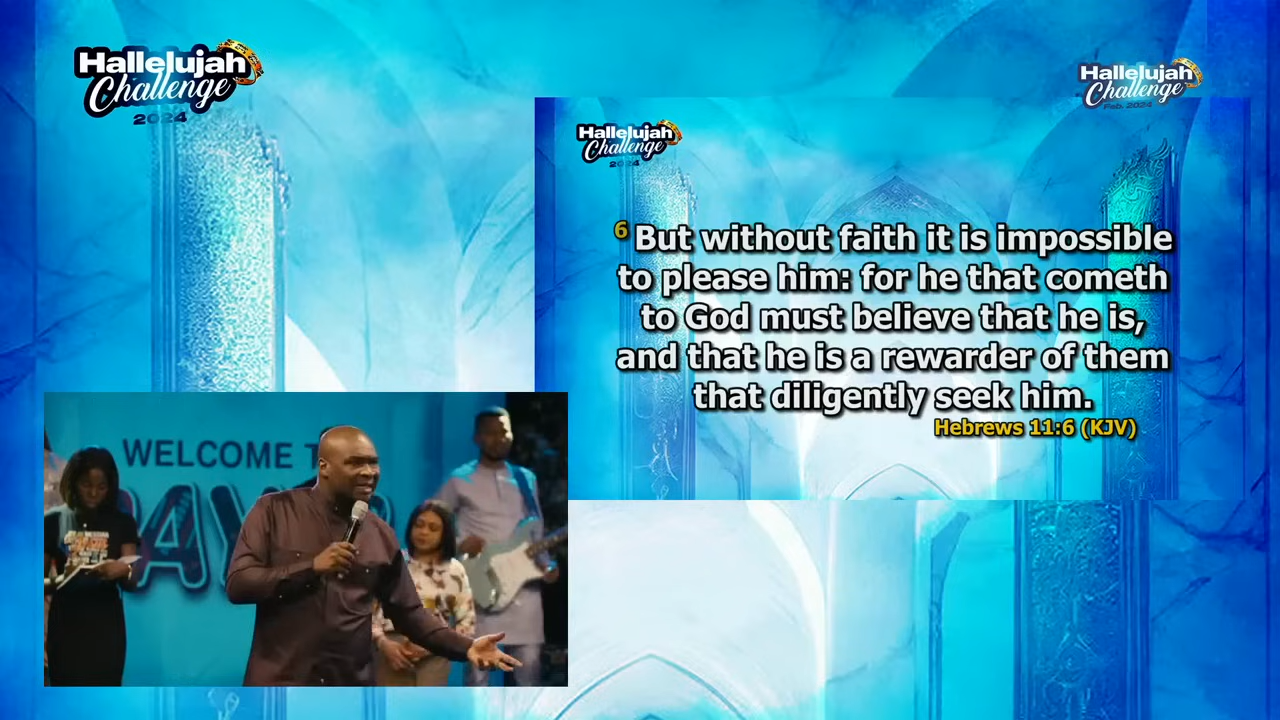 Hallelujah
Challenge
2024
Hallelujah
Challenge
Feb. 2024
Hallelujah
Challenge
2024
6 But without faith it is impossible
to please him: for he that cometh
to God must believe that he is,
and that he is a rewarder of them
that diligently seek him.
Hebrews 11:6 (KJV)
WELCOME T